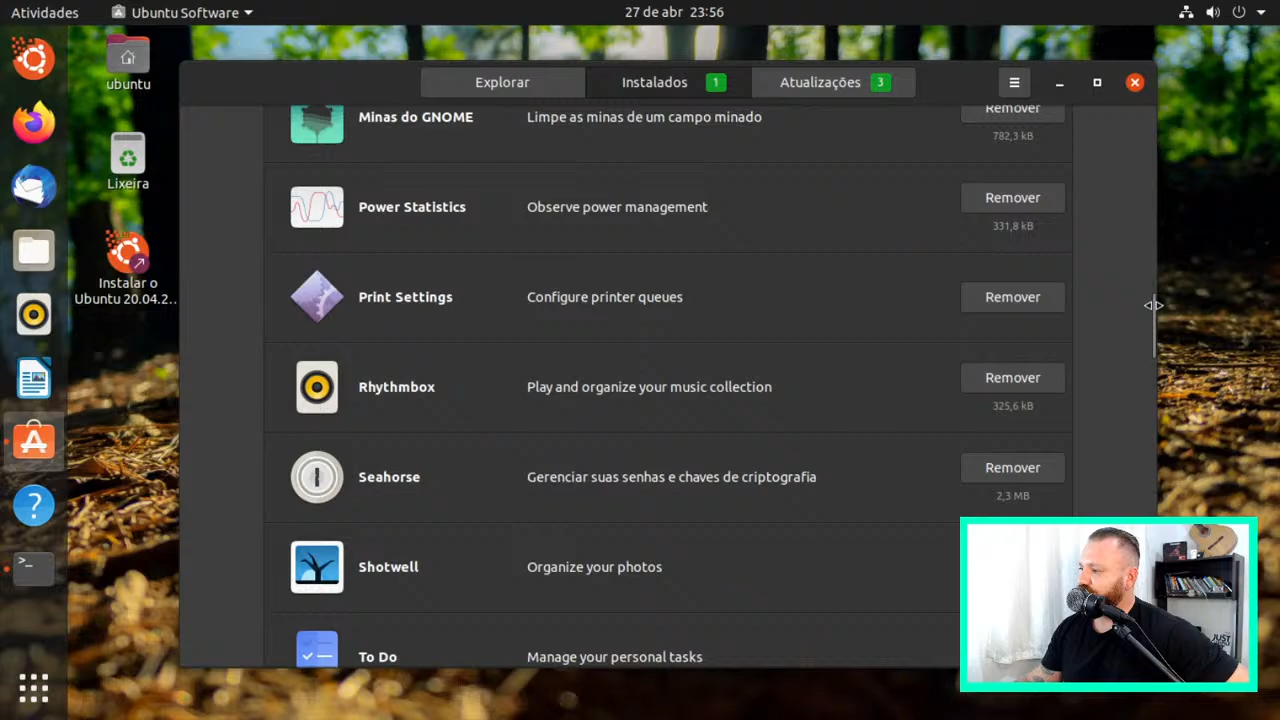 Atividades
Ubuntu Software
27 de abr 23:56
ubuntu
Lixeira
Instalar o
Ubuntu 20.04.2...
Explorar
Instalados 1
Atualizações 3
Minas do GNOME
Limpe as minas de um campo minado
Remover
782,3 kB
Power Statistics
Observe power management
Remover
331,8 kB
Print Settings
Configure printer queues
Remover
Rhythmbox
Play and organize your music collection
Remover
325,6 kB
Seahorse
Gerenciar suas senhas e chaves de criptografia
Remover
2,3 MB
Shotwell
Organize your photos
To Do
Manage your personal tasks
JUST